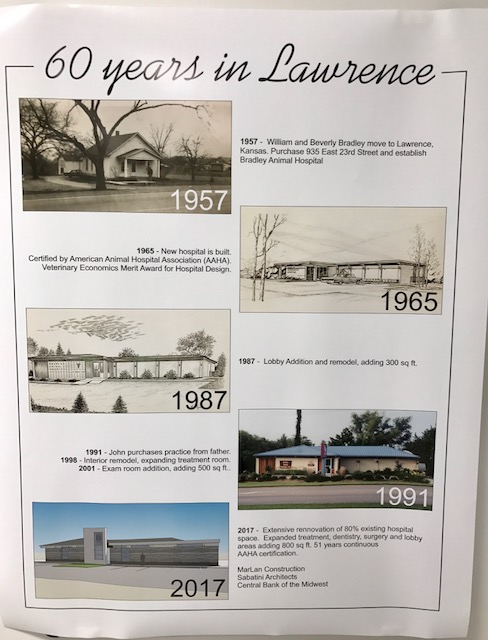 60 years in Lawrence
1957
1957 - William and Beverly Bradley move to Lawrence,
Kansas. Purchase 935 East 23rd Street and establish
Bradley Animal Hospital
1965 - New hospital is built.
Certified by American Animal Hospital Association (AAHA).
Veterinary Economics Merit Award for Hospital Design.
1965
1987
1987 - Lobby Addition and remodel, adding 300 sq ft.
1991 - John purchases practice from father.
1998 - Interior remodel, expanding treatment room.
2001 - Exam room addition, adding 500 sq ft..
1991
2017
2017 - Extensive rennovation of 80% existing hospital
space. Expanded treatment, dentistry, surgery and lobby
areas adding 800 sq ft. 51 years continuous
AAHA certification.
MarLan Construction
Sabatini Architects
Central Bank of the Midwest